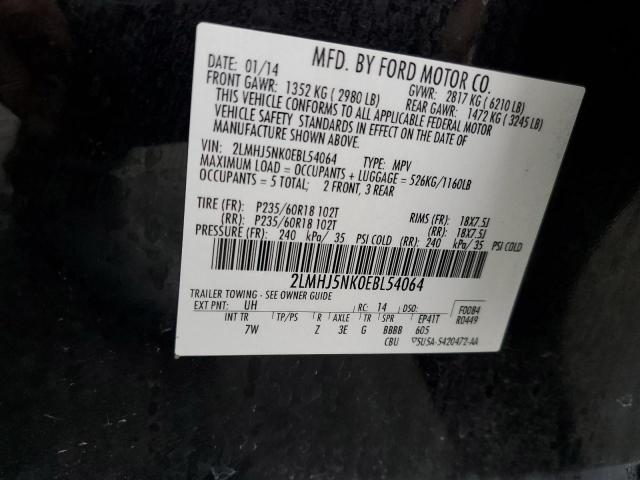 MFD. BY FORD MOTOR CO.
DATE: 01/14 GVWR: 2817 KG ( 6210 LB)
FRONT GAWR: 1352 KG ( 2980 LB) REAR GAWR: 1472 KG ( 3245 LB)
THIS VEHICLE CONFORMS TO ALL APPLICABLE FEDERAL MOTOR
VEHICLE SAFETY STANDARDS IN EFFECT ON THE DATE OF
MANUFACTURE SHOWN ABOVE.
VIN: 2LMHJ5NK0EBL54064 TYPE: MPV
MAXIMUM LOAD = OCCUPANTS + LUGGAGE = 526KG/1160LB
OCCUPANTS = 5 TOTAL; 2 FRONT, 3 REAR
TIRE (FR): P235/60R18 102T RIMS (FR): 18X7.5J
(RR): P235/60R18 102T (RR): 18X7.5J
PRESSURE (FR): 240 kPa/ 35 PSI COLD (RR): 240 kPa/ 35 PSI COLD
2LMHJ5NK0EBL54064
TRAILER TOWING - SEE OWNER GUIDE
EXT PNT: UH RC: 14 DSO: F0084
R0449
INT TR TP/PS R AXLE TR SPR EP41T
7W Z 3E G BBBB 605
CBU 5U5A-5420472-AA